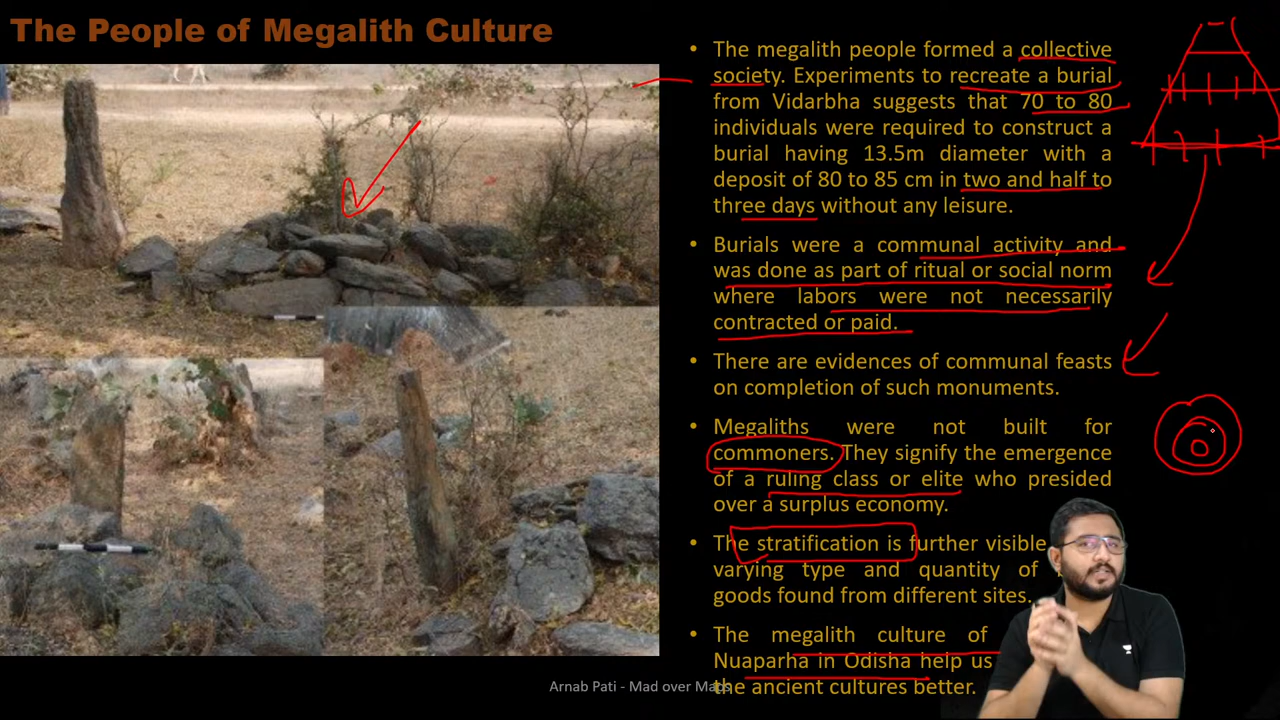 The People of Megalith Culture
• The megalith people formed a collective
society. Experiments to recreate a burial
from Vidarbha suggests that 70 to 80
individuals were required to construct a
burial having 13.5m diameter with a
deposit of 80 to 85 cm in two and half to
three days without any leisure.
• Burials were a communal activity and
was done as part of ritual or social norm
where labors were not necessarily
contracted or paid.
• There are evidences of communal feasts
on completion of such monuments.
• Megaliths were not built for
commoners. They signify the emergence
of a ruling class or elite who presided
over a surplus economy.
• The stratification is further visible
varying type and quantity of
goods found from different sites.
• The megalith culture of
Nuaparha in Odisha help us
the ancient cultures better.
Arnab Pati - Mad over Maps